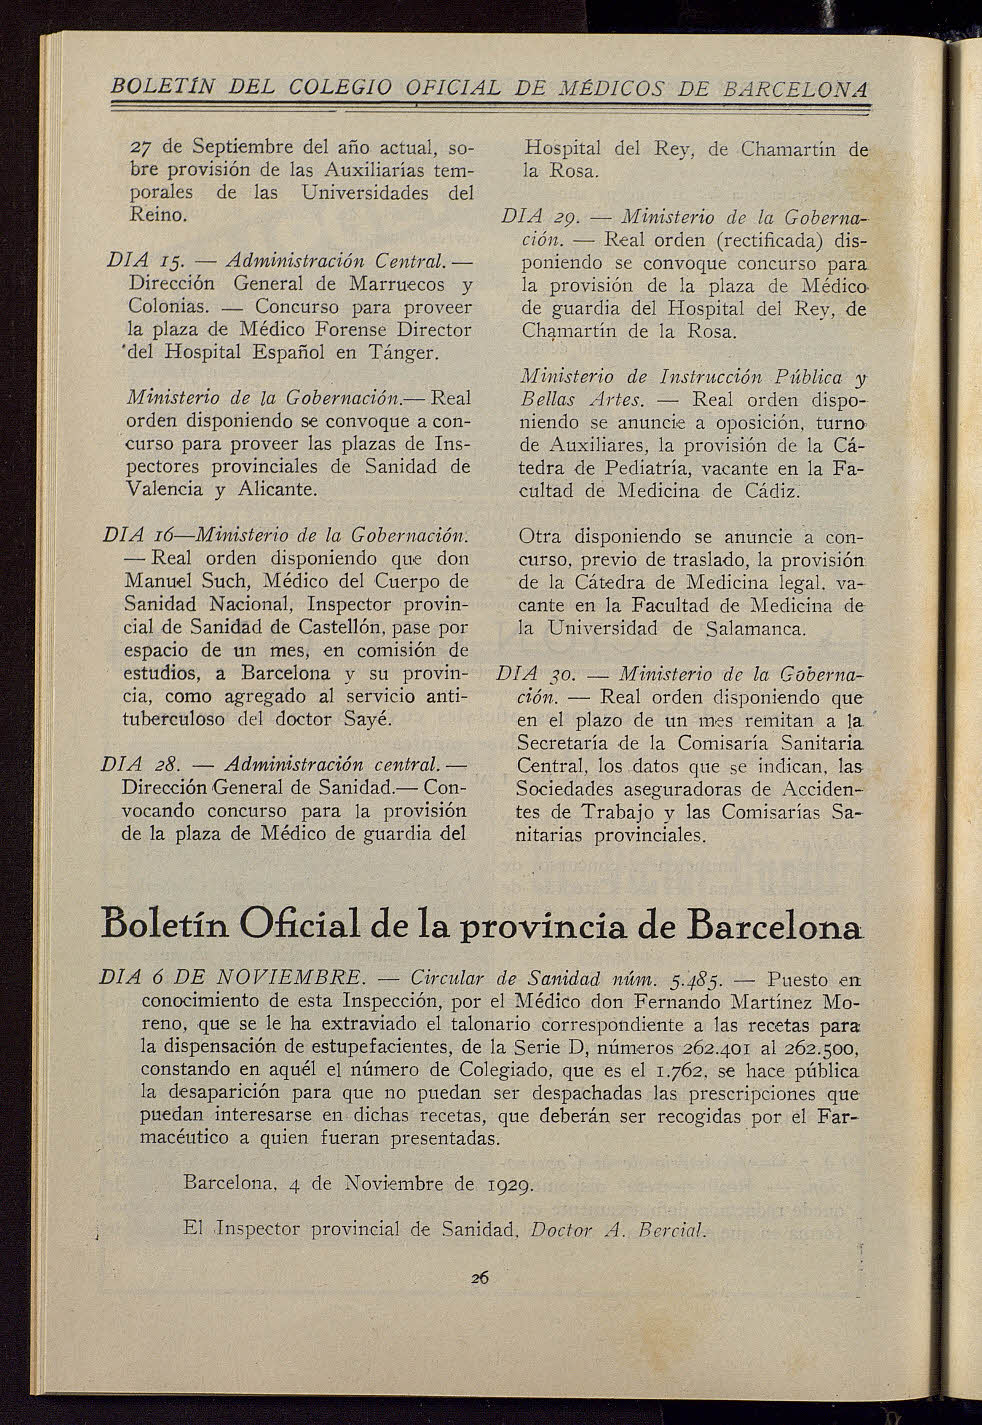 BOLETÍN DEL COLEGIO OFICIAL DE MÉDICOS DE BARCELONA
27 de Septiembre del año actual, so-
bre provisión de las Auxiliarías tem-
porales de las Universidades del
Reino.
DIA 15. — Administración Central. —
Dirección General de Marruecos y
Colonias. — Concurso para proveer
la plaza de Médico Forense Director
del Hospital Español en Tánger.
Ministerio de la Gobernación.— Real
orden disponiendo se convoque a con-
curso para proveer las plazas de Ins-
pectores provinciales de Sanidad de
Valencia y Alicante.
DIA 16—Ministerio de la Gobernación.
— Real orden disponiendo que don
Manuel Such, Médico del Cuerpo de
Sanidad Nacional, Inspector provin-
cial de Sanidad de Castellón, pase por
espacio de un mes, en comisión de
estudios, a Barcelona y su provin-
cia, como agregado al servicio anti-
tuberculoso del doctor Sayé.
DIA 28. — Administración central. —
Dirección General de Sanidad.— Con-
vocando concurso para la provisión
de la plaza de Médico de guardia del
Hospital del Rey, de Chamartín de
la Rosa.
DIA 29. — Ministerio de la Goberna-
ción. — Real orden (rectificada) dis-
poniendo se convoque concurso para
la provisión de la plaza de Médico
de guardia del Hospital del Rey, de
Chamartín de la Rosa.
Ministerio de Instrucción Pública y
Bellas Artes. — Real orden dispo-
niendo se anuncie a oposición, turno
de Auxiliares, la provisión de la Cá-
tedra de Pediatría, vacante en la Fa-
cultad de Medicina de Cádiz.
Otra disponiendo se anuncie a con-
curso, previo de traslado, la provisión
de la Cátedra de Medicina legal, va-
cante en la Facultad de Medicina de
la Universidad de Salamanca.
DIA 30. — Ministerio de la Goberna-
ción. — Real orden disponiendo que
en el plazo de un mes remitan a la
Secretaría de la Comisaría Sanitaria
Central, los datos que se indican, las
Sociedades aseguradoras de Acciden-
tes de Trabajo y las Comisarías Sa-
nitarias provinciales.
Boletín Oficial de la provincia de Barcelona
DIA 6 DE NOVIEMBRE. — Circular de Sanidad núm. 5.485. — Puesto en
conocimiento de esta Inspección, por el Médico don Fernando Martínez Mo-
reno, que se le ha extraviado el talonario correspondiente a las recetas para
la dispensación de estupefacientes, de la Serie D, números 262.401 al 262.500,
constando en aquél el número de Colegiado, que es el 1.762, se hace pública
la desaparición para que no puedan ser despachadas las prescripciones que
puedan interesarse en dichas recetas, que deberán ser recogidas por el Far-
macéutico a quien fueran presentadas.
Barcelona, 4 de Noviembre de 1929.
El Inspector provincial de Sanidad, Doctor A. Bercial.
26